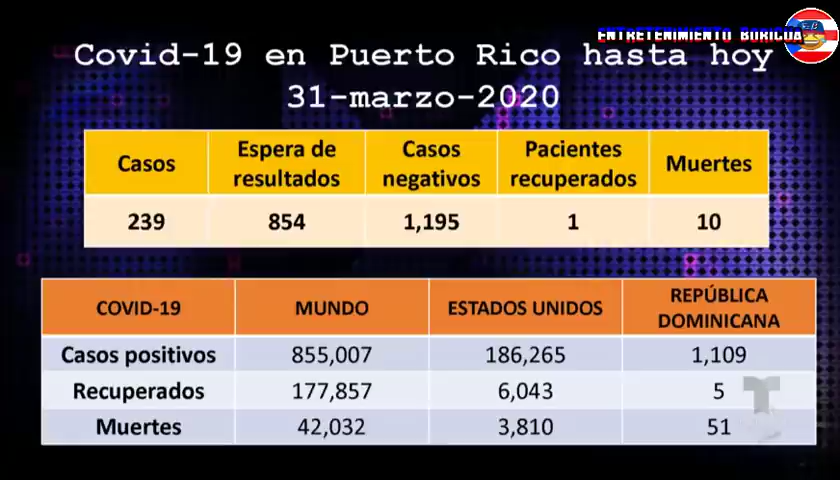 ENTRETENIMIENTO BORICUA
Covid-19 en Puerto Rico hasta hoy
31-marzo-2020
Casos Espera de resultados Casos negativos Pacientes recuperados Muertes
239 854 1,195 1 10
COVID-19 MUNDO ESTADOS UNIDOS REPÚBLICA DOMINICANA
Casos positivos 855,007 186,265 1,109
Recuperados 177,857 6,043 5
Muertes 42,032 3,810 51